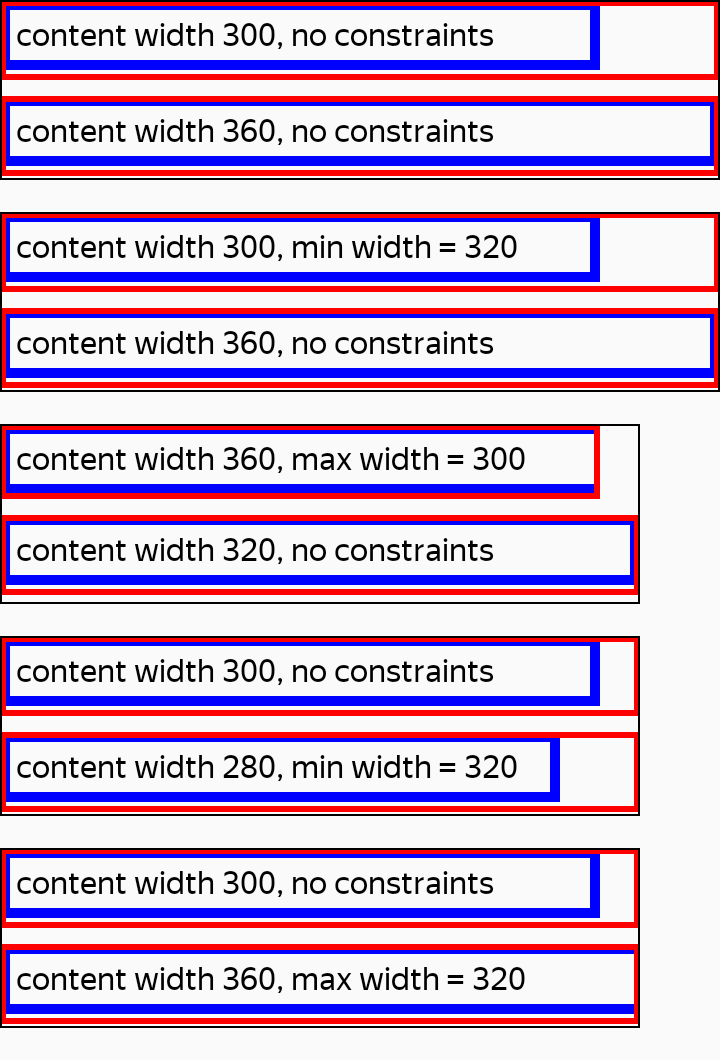 content width 300, no constraints
content width 360, no constraints
content width 300, min width = 320
content width 360, no constraints
content width 360, max width = 300
content width 320, no constraints
content width 300, no constraints
content width 280, min width = 320
content width 300, no constraints
content width 360, max width = 320